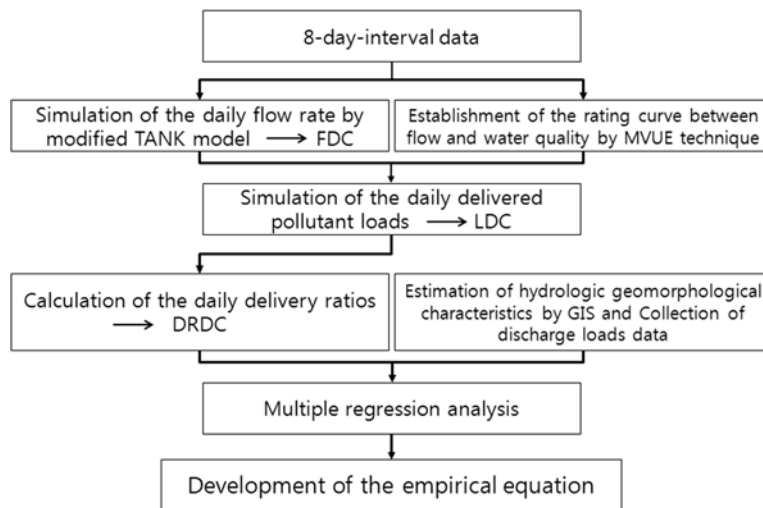 8-day-interval data
Simulation of the daily flow rate by
modified TANK model ⟶ FDC
Establishment of the rating curve between
flow and water quality by MVUE technique
Simulation of the daily delivered
pollutant loads ⟶ LDC
Calculation of the daily delivery ratios
⟶ DRDC
Estimation of hydrologic geomorphological
characteristics by GIS and Collection of
discharge loads data
Multiple regression analysis
Development of the empirical equation